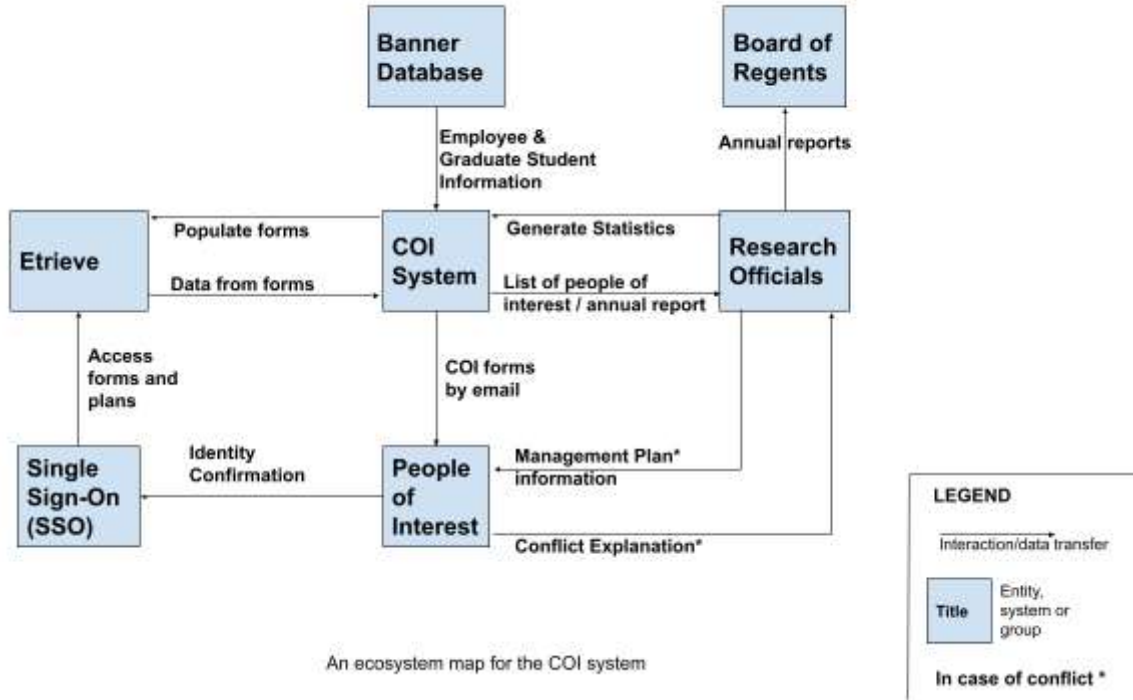 Banner
Database
Board of
Regents
Employee &
Graduate Student
Information
Annual reports
Etrieve
Populate forms
COI
System
Generate Statistics
Research
Officials
Data from forms
List of people of
interest / annual report
Access
forms and
plans
COI forms
by email
Single
Sign-On
(SSO)
Identity
Confirmation
People
of
Interest
Management Plan*
information
Conflict Explanation*
LEGEND
Interaction/data transfer
Title
Entity,
system or
group
In case of conflict *
An ecosystem map for the COI system